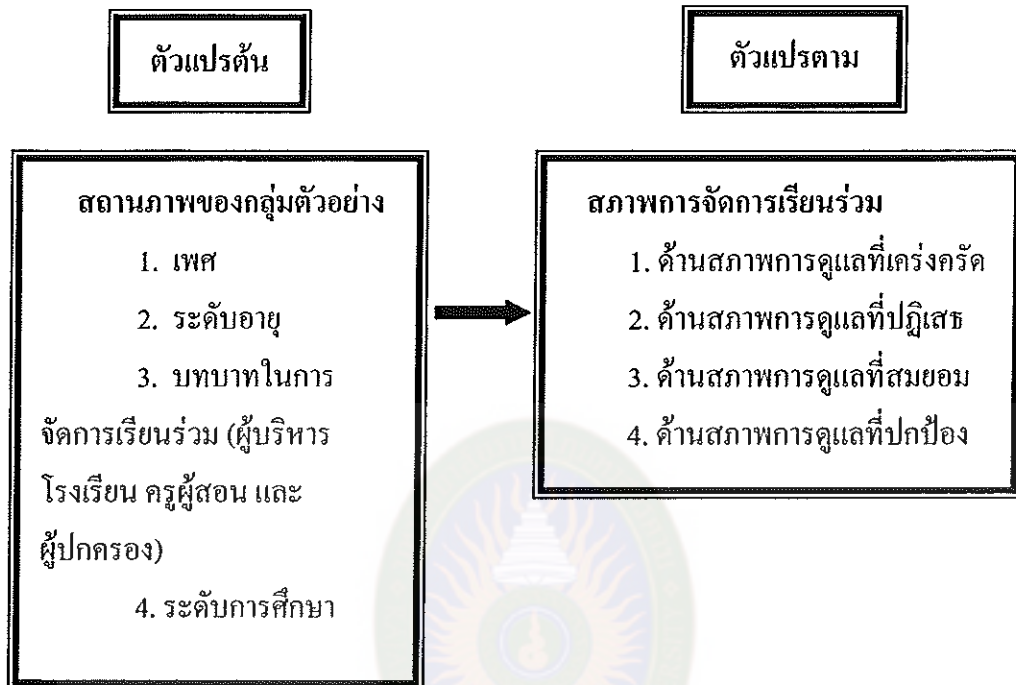 ตัวแปรต้น
ตัวแปรตาม
สถานภาพของกลุ่มตัวอย่าง
1. เพศ
2. ระดับอายุ
3. บทบาทในการ
จัดการเรียนร่วม (ผู้บริหาร
โรงเรียน ครูผู้สอน และ
ผู้ปกครอง)
4. ระดับการศึกษา
สภาพการจัดการเรียนร่วม
1. ด้านสภาพการดูแลที่เคร่งครัด
2. ด้านสภาพการดูแลที่ปฏิเสธ
3. ด้านสภาพการดูแลที่สมยอม
4. ด้านสภาพการดูแลที่ปกป้อง